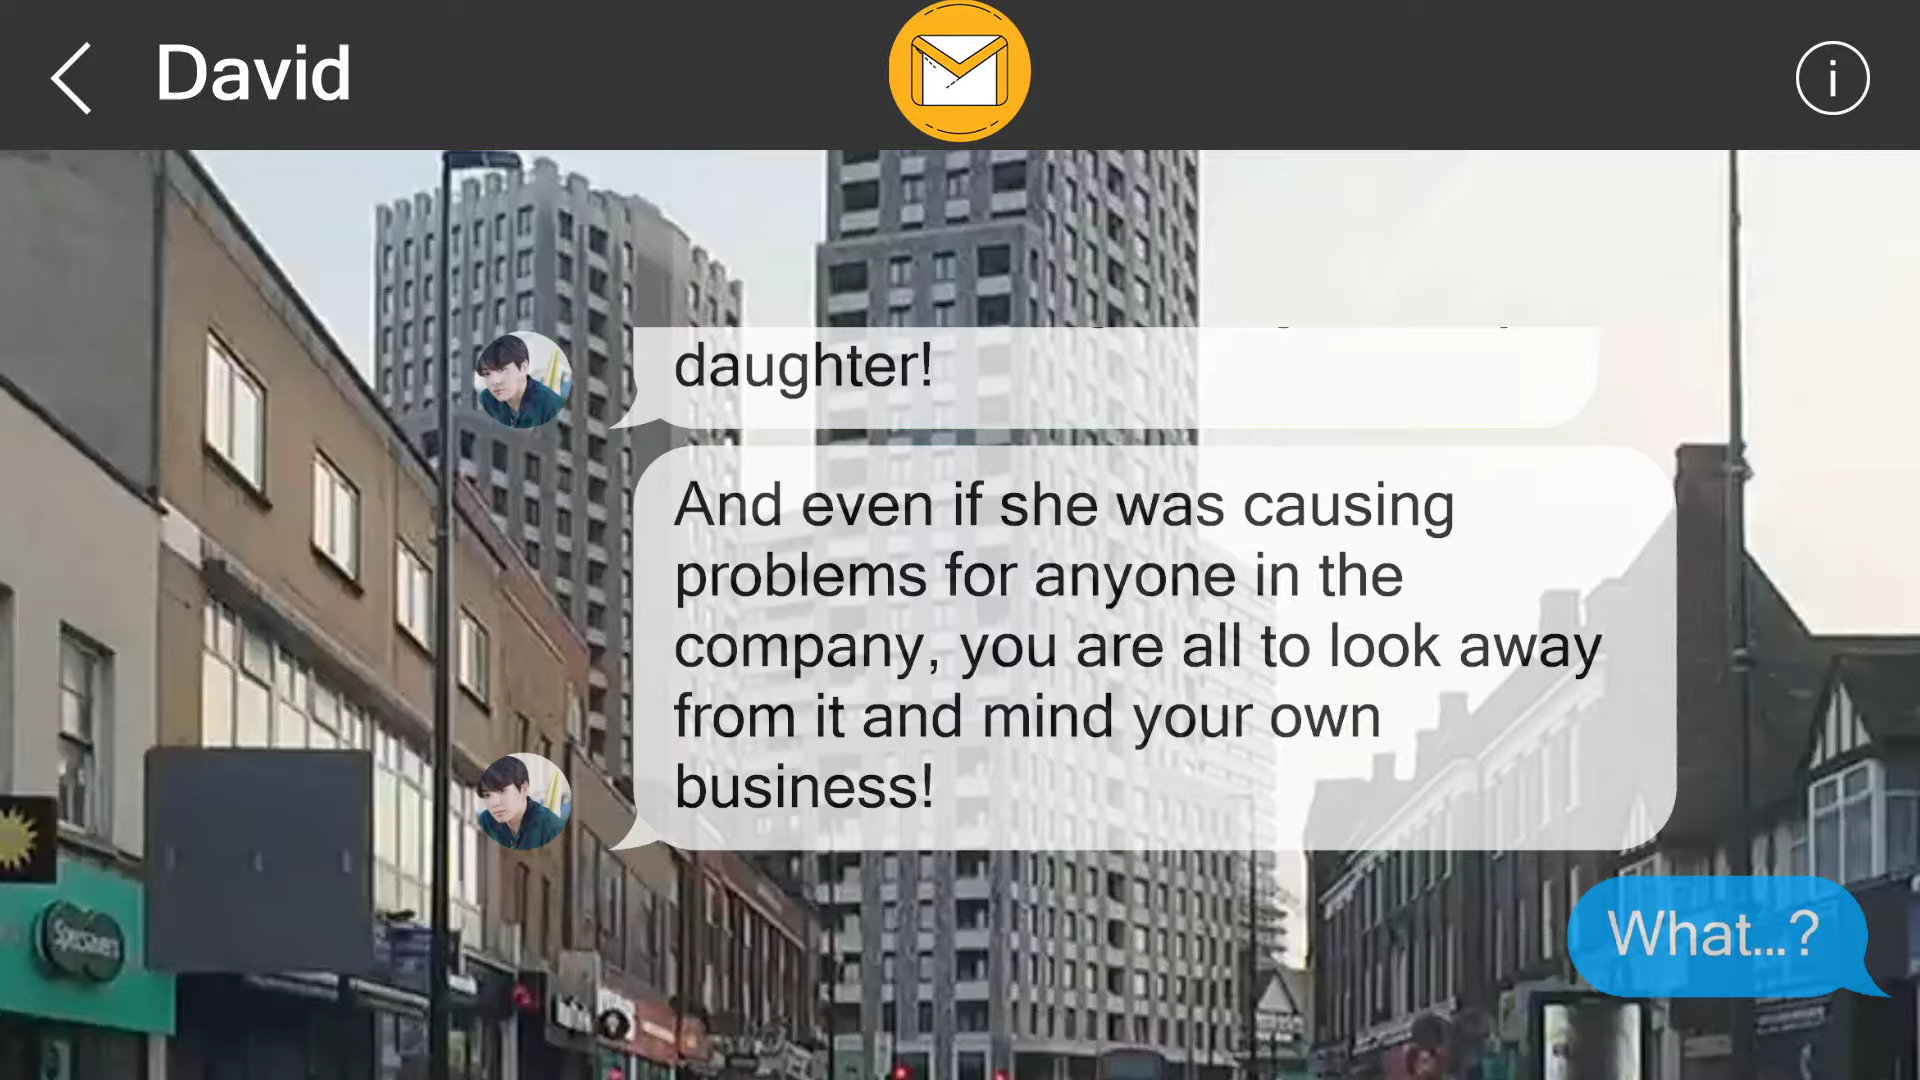 David
i
daughter!
And even if she was causing
problems for anyone in the
company, you are all to look away
from it and mind your own
business!
What...?
Specsavers